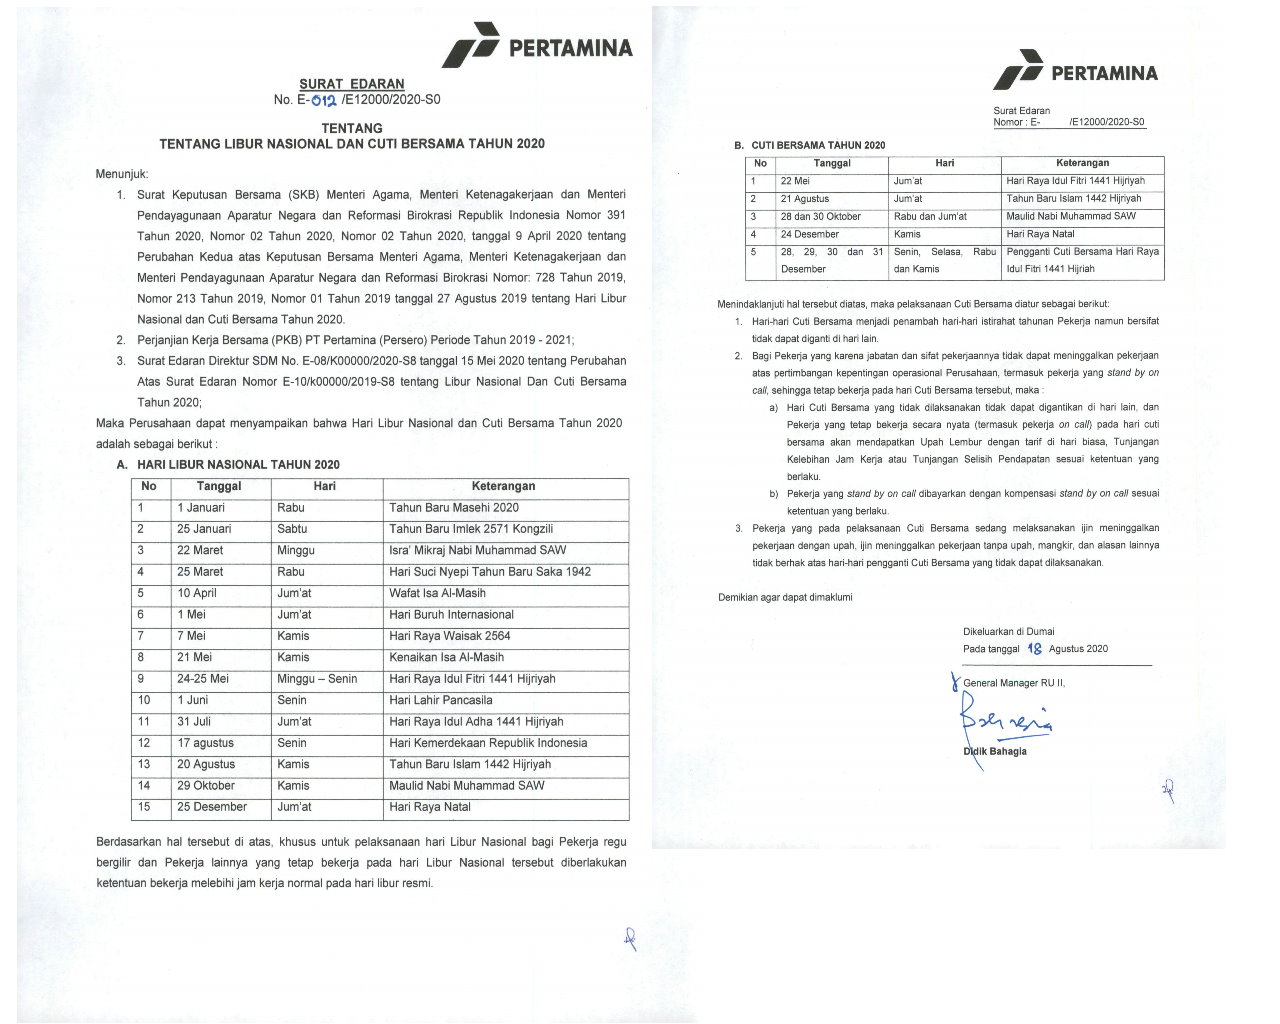 PERTAMINA
SURAT EDARAN
No. E-012 /E12000/2020-S0
TENTANG
TENTANG LIBUR NASIONAL DAN CUTI BERSAMA TAHUN 2020
Menunjuk:
1. Surat Keputusan Bersama (SKB) Menteri Agama, Menteri Ketenagakerjaan dan Menteri
Pendayagunaan Aparatur Negara dan Reformasi Birokrasi Republik Indonesia Nomor 391
Tahun 2020, Nomor 02 Tahun 2020, Nomor 02 Tahun 2020, tanggal 9 April 2020 tentang
Perubahan Kedua atas Keputusan Bersama Menteri Agama, Menteri Ketenagakerjaan dan
Menteri Pendayagunaan Aparatur Negara dan Reformasi Birokrasi Nomor: 728 Tahun 2019,
Nomor 213 Tahun 2019, Nomor 01 Tahun 2019 tanggal 27 Agustus 2019 tentang Hari Libur
Nasional dan Cuti Bersama Tahun 2020.
2. Perjanjian Kerja Bersama (PKB) PT Pertamina (Persero) Periode Tahun 2019 - 2021;
3. Surat Edaran Direktur SDM No. E-08/K00000/2020-S8 tanggal 15 Mei 2020 tentang Perubahan
Atas Surat Edaran Nomor E-10/k00000/2019-S8 tentang Libur Nasional Dan Cuti Bersama
Tahun 2020;
Maka Perusahaan dapat menyampaikan bahwa Hari Libur Nasional dan Cuti Bersama Tahun 2020
adalah sebagai berikut :
A. HARI LIBUR NASIONAL TAHUN 2020
No Tanggal Hari Keterangan
1 1 Januari Rabu Tahun Baru Masehi 2020
2 25 Januari Sabtu Tahun Baru Imlek 2571 Kongzili
3 22 Maret Minggu Isra' Mikraj Nabi Muhammad SAW
4 25 Maret Rabu Hari Suci Nyepi Tahun Baru Saka 1942
5 10 April Jum'at Wafat Isa Al-Masih
6 1 Mei Jum'at Hari Buruh Internasional
7 7 Mei Kamis Hari Raya Waisak 2564
8 21 Mei Kamis Kenaikan Isa Al-Masih
9 24-25 Mei Minggu – Senin Hari Raya Idul Fitri 1441 Hijriyah
10 1 Juni Senin Hari Lahir Pancasila
11 31 Juli Jum'at Hari Raya Idul Adha 1441 Hijriyah
12 17 agustus Senin Hari Kemerdekaan Republik Indonesia
13 20 Agustus Kamis Tahun Baru Islam 1442 Hijriyah
14 29 Oktober Kamis Maulid Nabi Muhammad SAW
15 25 Desember Jum'at Hari Raya Natal
Berdasarkan hal tersebut di atas, khusus untuk pelaksanaan hari Libur Nasional bagi Pekerja regu
bergilir dan Pekerja lainnya yang tetap bekerja pada hari Libur Nasional tersebut diberlakukan
ketentuan bekerja melebihi jam kerja normal pada hari libur resmi.
PERTAMINA
Surat Edaran
Nomor : E- /E12000/2020-S0
B. CUTI BERSAMA TAHUN 2020
No Tanggal Hari Keterangan
1 22 Mei Jum'at Hari Raya Idul Fitri 1441 Hijriyah
2 21 Agustus Jum'at Tahun Baru Islam 1442 Hijriyah
3 28 dan 30 Oktober Rabu dan Jum'at Maulid Nabi Muhammad SAW
4 24 Desember Kamis Hari Raya Natal
5 28, 29, 30 dan 31 Senin, Selasa, Rabu Pengganti Cuti Bersama Hari Raya
Desember dan Kamis Idul Fitri 1441 Hijriah
Menindaklanjuti hal tersebut diatas, maka pelaksanaan Cuti Bersama diatur sebagai berikut:
1. Hari-hari Cuti Bersama menjadi penambah hari-hari istirahat tahunan Pekerja namun bersifat
tidak dapat diganti di hari lain.
2. Bagi Pekerja yang karena jabatan dan sifat pekerjaannya tidak dapat meninggalkan pekerjaan
atas pertimbangan kepentingan operasional Perusahaan, termasuk pekerja yang stand by on
call, sehingga tetap bekerja pada hari Cuti Bersama tersebut, maka :
a) Hari Cuti Bersama yang tidak dilaksanakan tidak dapat digantikan di hari lain, dan
Pekerja yang tetap bekerja secara nyata (termasuk pekerja on call) pada hari cuti
bersama akan mendapatkan Upah Lembur dengan tarif di hari biasa, Tunjangan
Kelebihan Jam Kerja atau Tunjangan Selisih Pendapatan sesuai ketentuan yang
berlaku.
b) Pekerja yang stand by on call dibayarkan dengan kompensasi stand by on call sesuai
ketentuan yang berlaku.
3. Pekerja yang pada pelaksanaan Cuti Bersama sedang melaksanakan ijin meninggalkan
pekerjaan dengan upah, ijin meninggalkan pekerjaan tanpa upah, mangkir, dan alasan lainnya
tidak berhak atas hari-hari pengganti Cuti Bersama yang tidak dapat dilaksanakan.
Demikian agar dapat dimaklumi
Dikeluarkan di Dumai
Pada tanggal 18 Agustus 2020
General Manager RU II,
Didik Bahagia